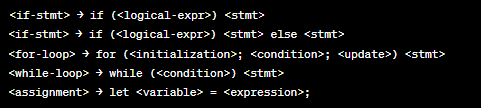 <if-stmt> → if (<logical-expr>) <stmt>
<if-stmt> → if (<logical-expr>) <stmt> else <stmt>
<for-loop> → for (<initialization>; <condition>; <update>) <stmt>
<while-loop> → while (<condition>) <stmt>
<assignment> → let <variable> = <expression>;